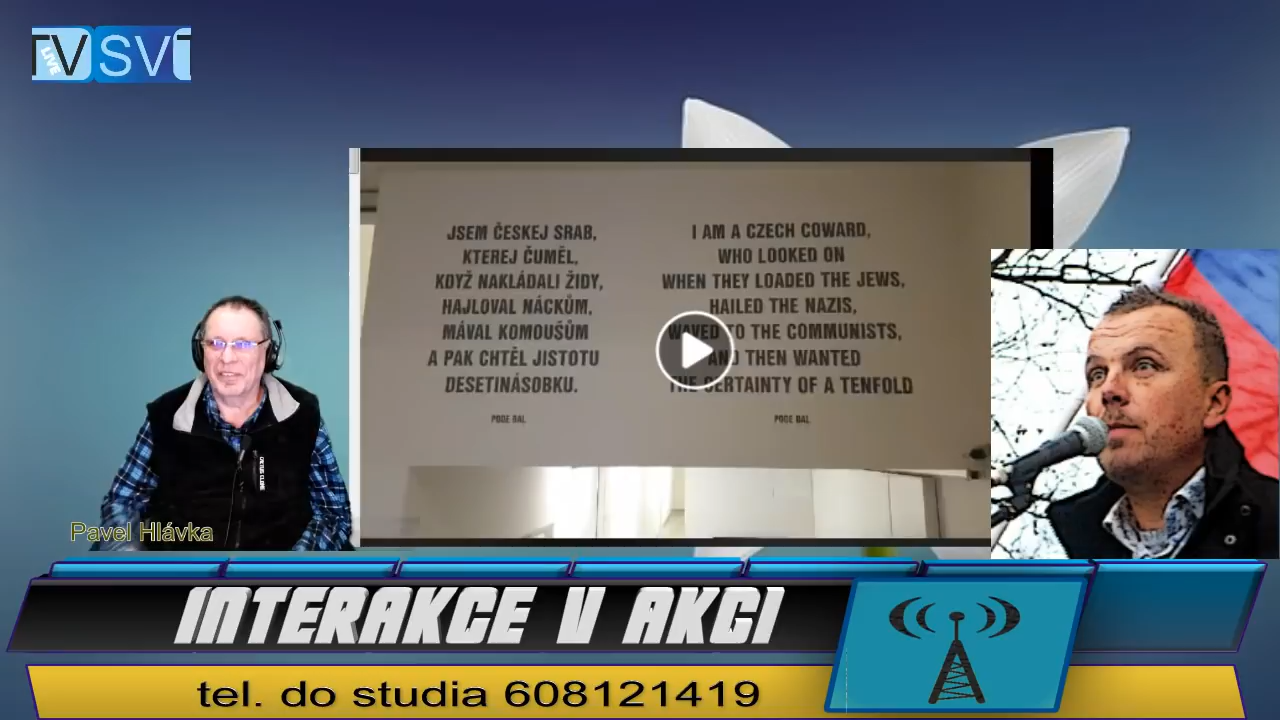 TVSVĚT
LIVE
JSEM ČESKEJ SRAB,
KTEREJ ČUMĚL,
KDYŽ NAKLÁDALI ŽIDY,
HAJLOVAL NÁCKŮM,
MÁVAL KOMOUŠŮM
A PAK CHTĚL JISTOTU
DESETINÁSOBKU.
PODE BAL
I AM A CZECH COWARD,
WHO LOOKED ON
WHEN THEY LOADED THE JEWS,
HAILED THE NAZIS,
WAVED TO THE COMMUNISTS,
AND THEN WANTED
THE CERTAINTY OF A TENFOLD
PODE BAL
Pavel Hlávka
INTERAKCE V AKCI
tel. do studia 608121419